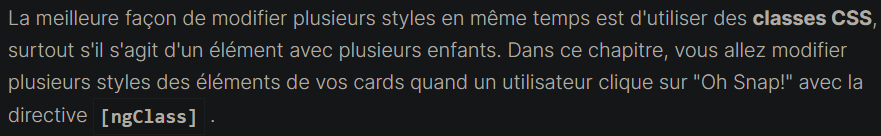 La meilleure façon de modifier plusieurs styles en même temps est d'utiliser des classes CSS,
surtout s'il s'agit d'un élément avec plusieurs enfants. Dans ce chapitre, vous allez modifier
plusieurs styles des éléments de vos cards quand un utilisateur clique sur "Oh Snap!" avec la
directive [ngClass] .